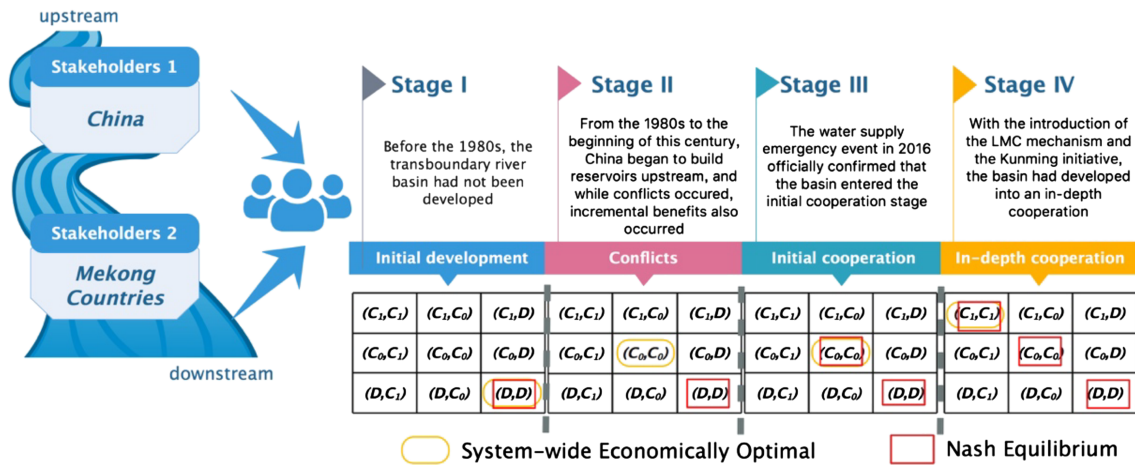 upstream
Stakeholders 1
China
Stakeholders 2
Mekong
Countries
downstream
Stage I
Before the 1980s, the
transboundary river
basin had not been
developed
Initial development
Stage II
From the 1980s to the
beginning of this century,
China began to build
reservoirs upstream, and
while conflicts occured,
incremental benefits also
occurred
Conflicts
Stage III
The water supply
emergency event in 2016
officially confirmed that
the basin entered the
initial cooperation stage
Initial cooperation
Stage IV
With the introduction of
the LMC mechanism and
the Kunming initiative,
the basin had developed
into an in-depth
cooperation
In-depth cooperation
(C₁,C₁) (C₁,C₀) (C₁,D) (C₁,C₁) (C₁,C₀) (C₁,D) (C₁,C₁) (C₁,C₀) (C₁,D) (C₁,C₁) (C₁,C₀) (C₁,D)
(C₀,C₁) (C₀,C₀) (C₀,D) (C₀,C₁) (C₀,C₀) (C₀,D) (C₀,C₁) (C₀,C₀) (C₀,D) (C₀,C₁) (C₀,C₀) (C₀,D)
(D,C₁) (D,C₀) (D,D) (D,C₁) (D,C₀) (D,D) (D,C₁) (D,C₀) (D,D) (D,C₁) (D,C₀) (D,D)
System-wide Economically Optimal
Nash Equilibrium